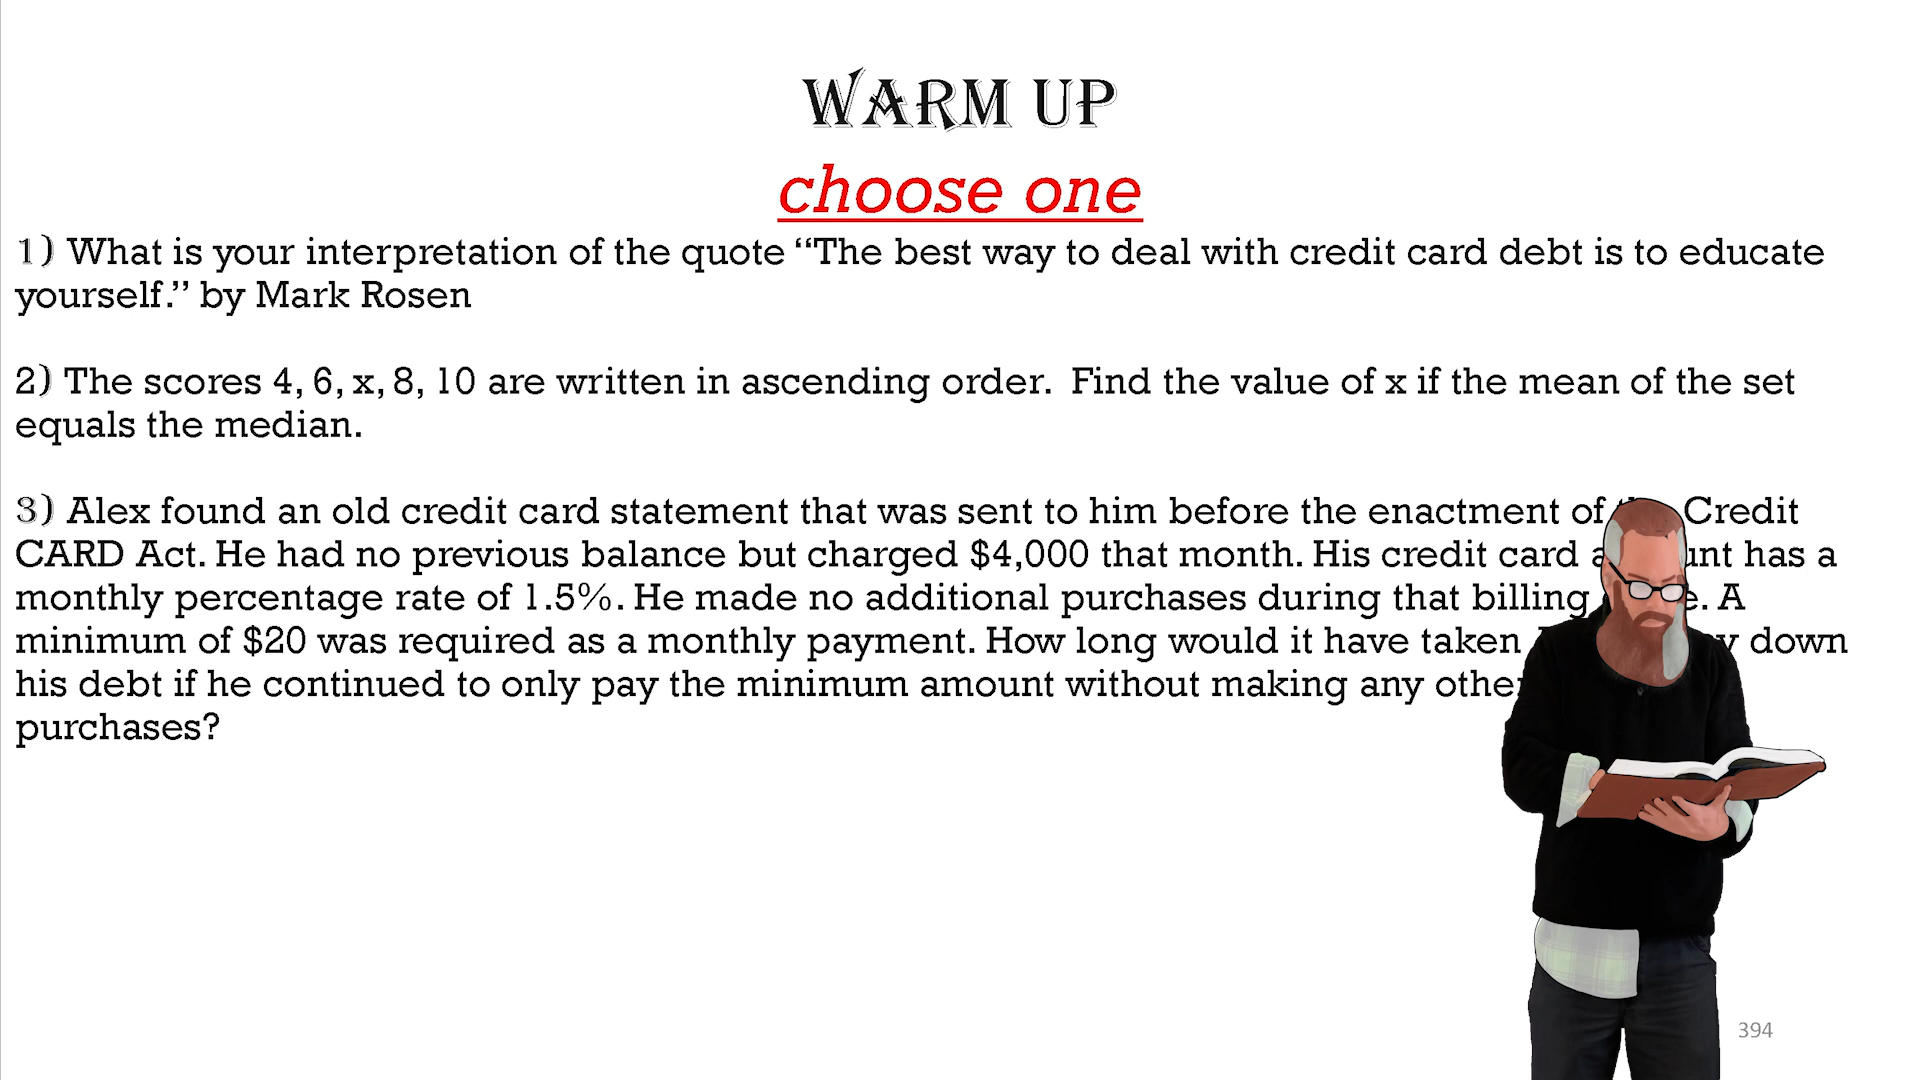 WARM UP
choose one
1) What is your interpretation of the quote “The best way to deal with credit card debt is to educate
yourself.” by Mark Rosen
2) The scores 4, 6, x, 8, 10 are written in ascending order.  Find the value of x if the mean of the set
equals the median.
3) Alex found an old credit card statement that was sent to him before the enactment of Credit
CARD Act. He had no previous balance but charged $4,000 that month. His credit card has a
monthly percentage rate of 1.5%. He made no additional purchases during that billing A
minimum of $20 was required as a monthly payment. How long would it have taken down
his debt if he continued to only pay the minimum amount without making any other
purchases?
394